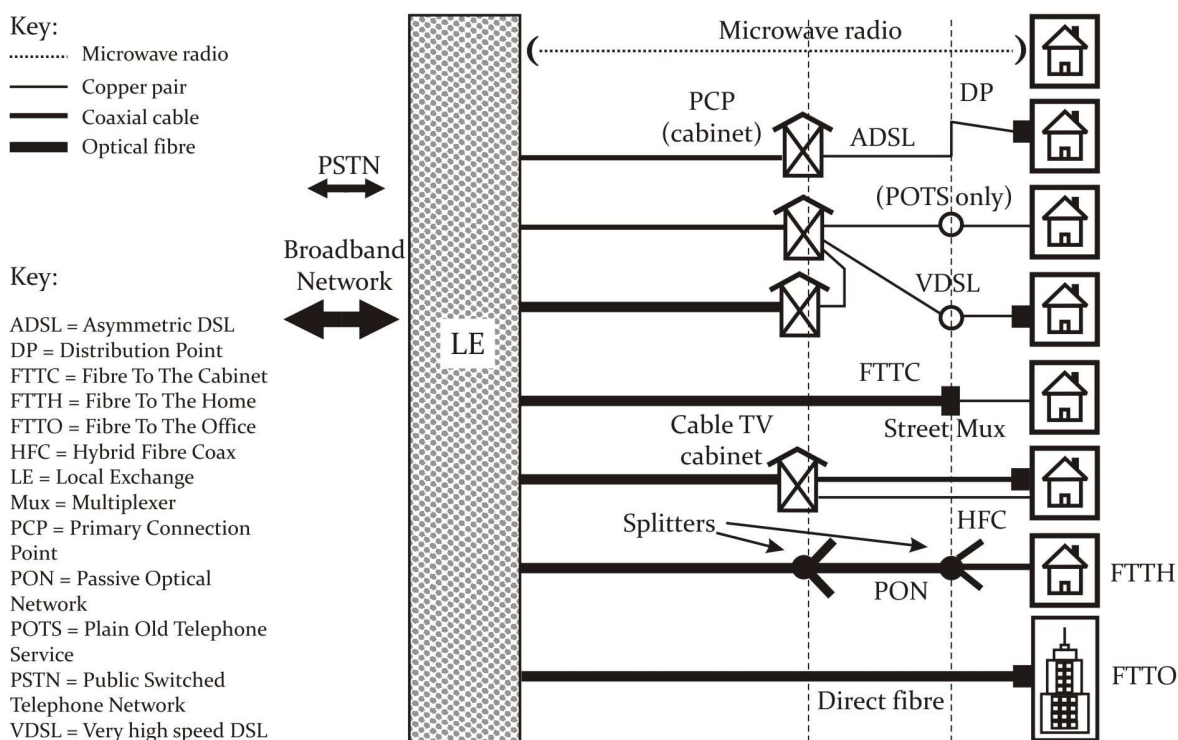 Key:
Microwave radio
Copper pair
Coaxial cable
Optical fibre
PSTN
Broadband
Network
Key:
ADSL = Asymmetric DSL
DP = Distribution Point
FTTC = Fibre To The Cabinet
FTTH = Fibre To The Home
FTTO = Fibre To The Office
HFC = Hybrid Fibre Coax
LE = Local Exchange
Mux = Multiplexer
PCP = Primary Connection
Point
PON = Passive Optical
Network
POTS = Plain Old Telephone
Service
PSTN = Public Switched
Telephone Network
VDSL = Very high speed DSL
LE
Microwave radio
PCP
(cabinet)
ADSL
DP
(POTS only)
VDSL
FTTC
Street Mux
Cable TV
cabinet
HFC
Splitters
PON
FTTH
Direct fibre
FTTO